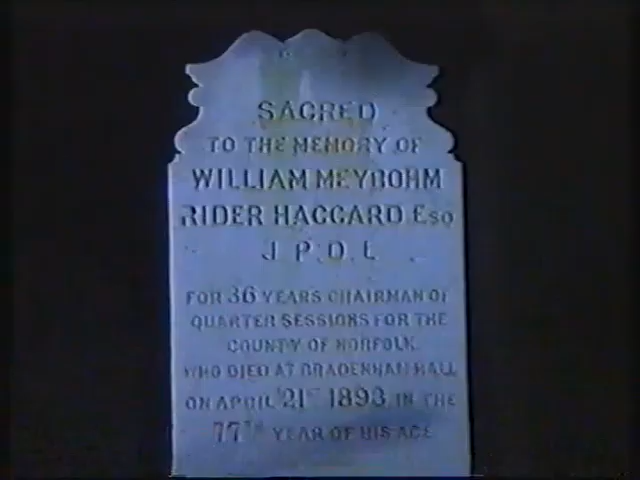 SACRED
TO THE MEMORY OF
WILLIAM MEYBOHM
RIDER HAGGARD ESQ
J P. D. L
FOR 36 YEARS CHAIRMAN OF
QUARTER SESSIONS FOR THE
COUNTY OF NORFOLK
WHO DIED AT BRADENHAM HALL
ON APRIL 21ST 1893 IN THE
77TH YEAR OF HIS AGE